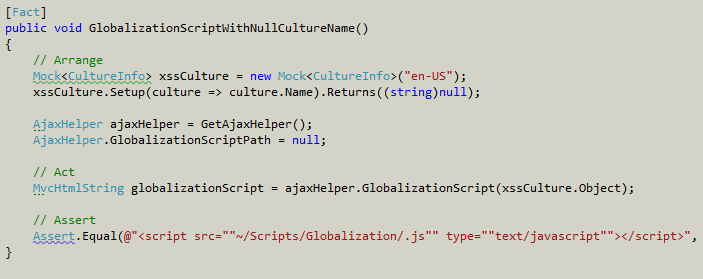 [Fact]
public void GlobalizationScriptWithNullCultureName()
{
    // Arrange
    Mock<CultureInfo> xssCulture = new Mock<CultureInfo>("en-US");
    xssCulture.Setup(culture => culture.Name).Returns((string)null);

    AjaxHelper ajaxHelper = GetAjaxHelper();
    AjaxHelper.GlobalizationScriptPath = null;

    // Act
    MvcHtmlString globalizationScript = ajaxHelper.GlobalizationScript(xssCulture.Object);

    // Assert
    Assert.Equal(@"<script src=""~/Scripts/Globalization/.js"" type=""text/javascript""></script>",
}